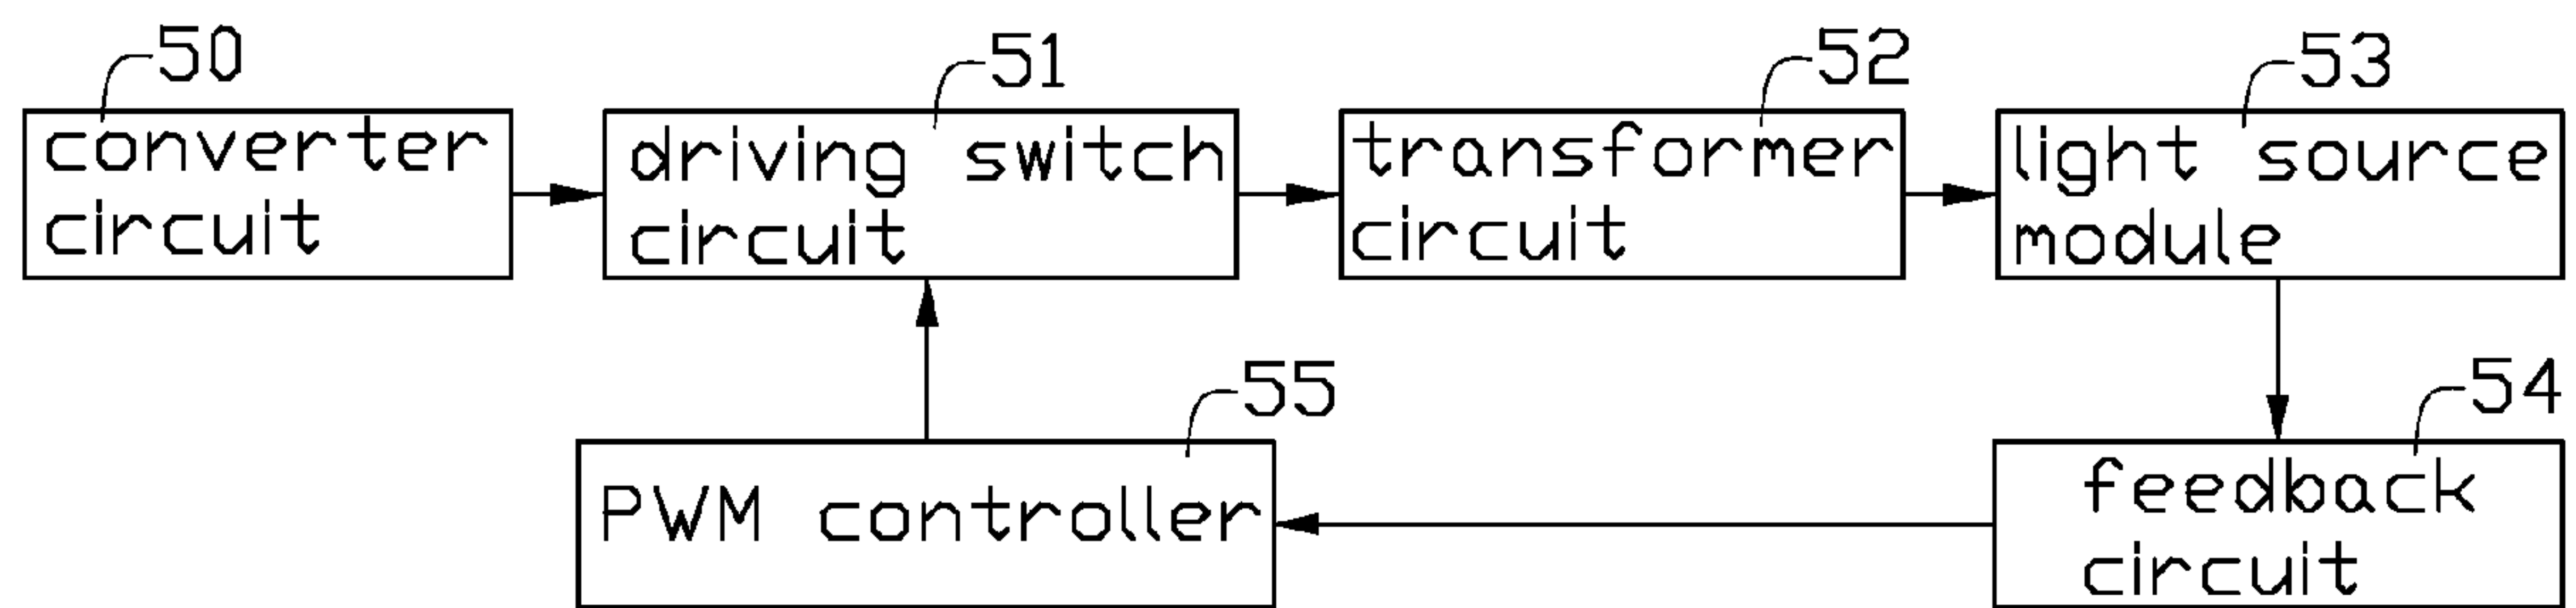 50
converter
circuit
51
driving switch
circuit
52
transformer
circuit
53
light source
module
54
feedback
circuit
55
PWM controller